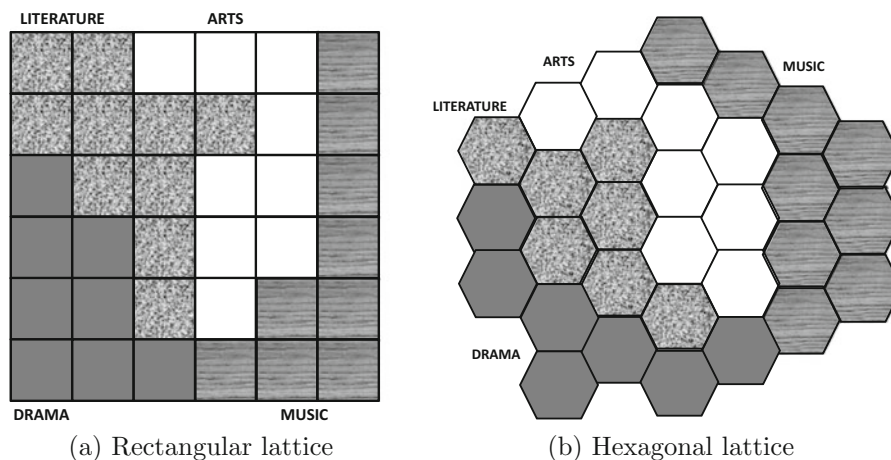 LITERATURE ARTS
DRAMA MUSIC
(a) Rectangular lattice
ARTS
MUSIC
LITERATURE
DRAMA
(b) Hexagonal lattice